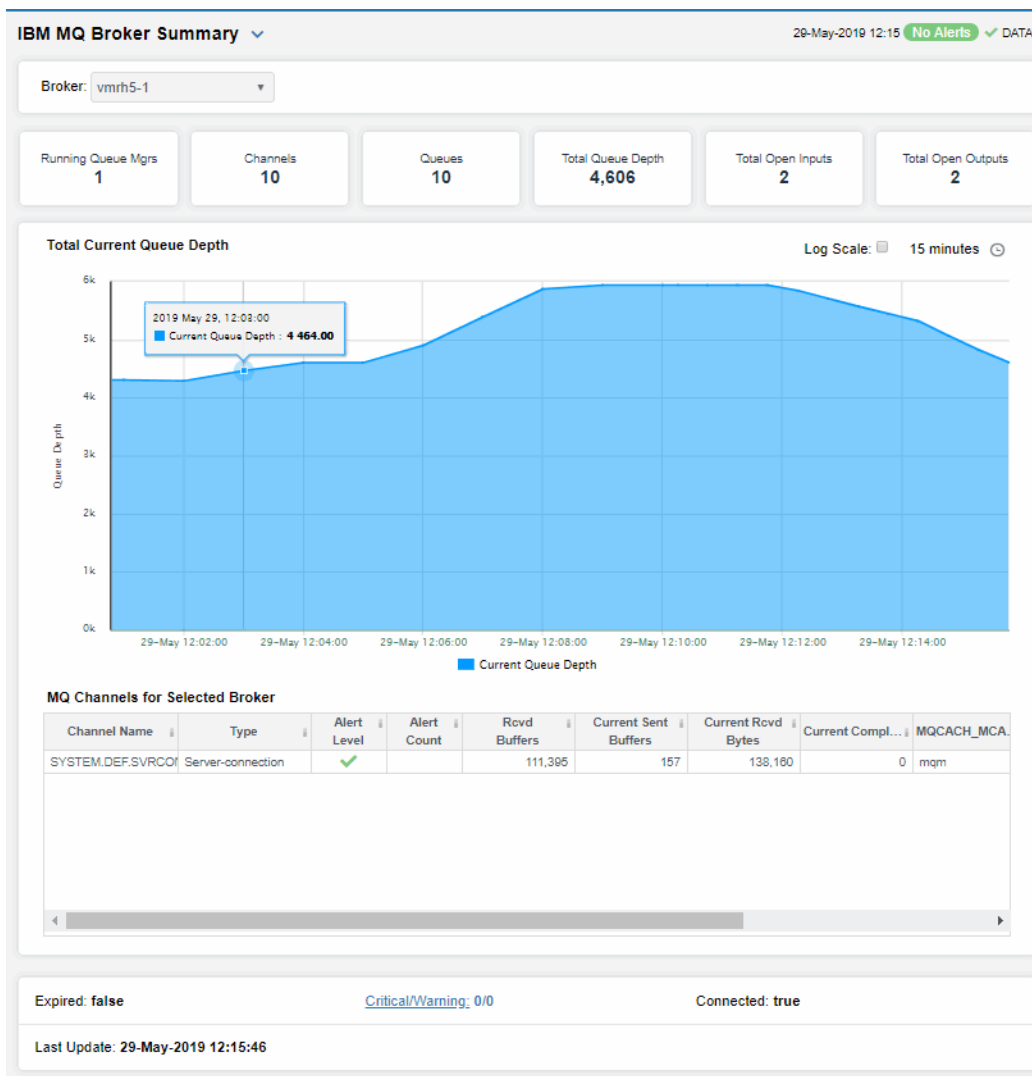 IBM MQ Broker Summary
29-May-2019 12:15 No Alerts DATA
Broker: vmrh5-1
Running Queue Mgrs
1
Channels
10
Queues
10
Total Queue Depth
4,606
Total Open Inputs
2
Total Open Outputs
2
Total Current Queue Depth
Log Scale: 15 minutes
6k
5k
4k
3k
2k
1k
0k
Queue Depth
2019 May 29, 12:03:00
Current Queue Depth : 4 464.00
29-May 12:02:00 29-May 12:04:00 29-May 12:06:00 29-May 12:08:00 29-May 12:10:00 29-May 12:12:00 29-May 12:14:00
Current Queue Depth
MQ Channels for Selected Broker
Channel Name Type Alert Level Alert Count Rcvd Buffers Current Sent Buffers Current Rcvd Bytes Current Compl... MQCACH_MCA.
SYSTEM.DEF.SVRCO Server-connection 111,395 157 138,160 0 mqm
Expired: false Critical/Warning: 0/0 Connected: true
Last Update: 29-May-2019 12:15:46